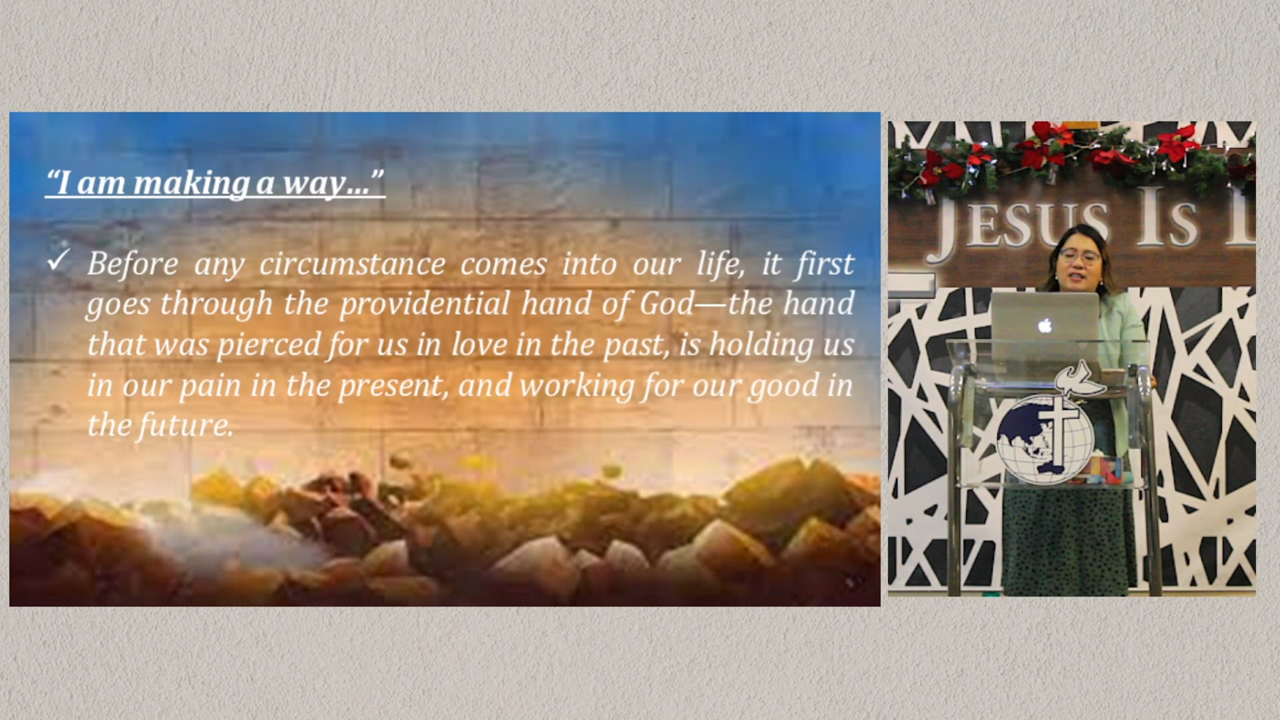 “I am making a way…”
✓ Before any circumstance comes into our life, it first
goes through the providential hand of God—the hand
that was pierced for us in love in the past, is holding us
in our pain in the present, and working for our good in
the future.
JESUS IS L